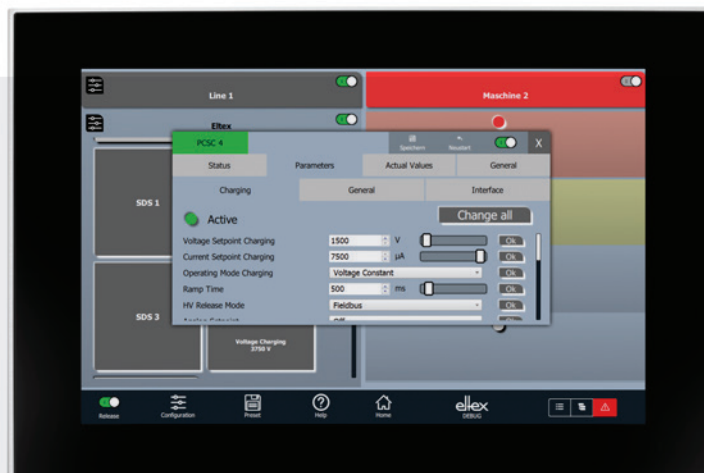 Line 1
Maschine 2
Eltex
PCSC 4
Speichern
Neustart
X
Status
Parameters
Actual Values
General
Charging
General
Interface
Active
Change all
Voltage Setpoint Charging 1500 V Ok
Current Setpoint Charging 7500 µA Ok
Operating Mode Charging Voltage Constant Ok
Ramp Time 500 ms Ok
HV Release Mode Fieldbus Ok
SDS 1
SDS 3
Voltage Charging
3750 V
Release
Configuration
Preset
Help
Home
eltex
DEBUG